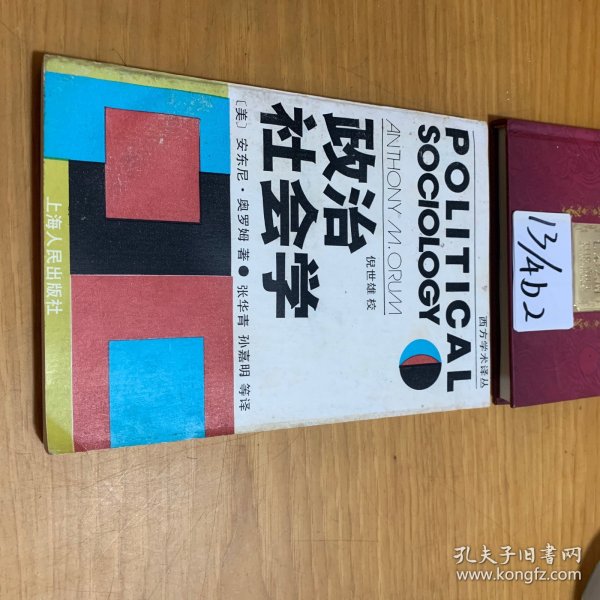 西方学术译丛
POLITICAL
SOCIOLOGY
ANTHONY M. ORUM
倪世雄 校
政治
社会学
〔美〕安东尼·奥罗姆 著●张华青 孙嘉明 等译
上海人民出版社
13/4b2
孔夫子旧书网
www.kongfz.com